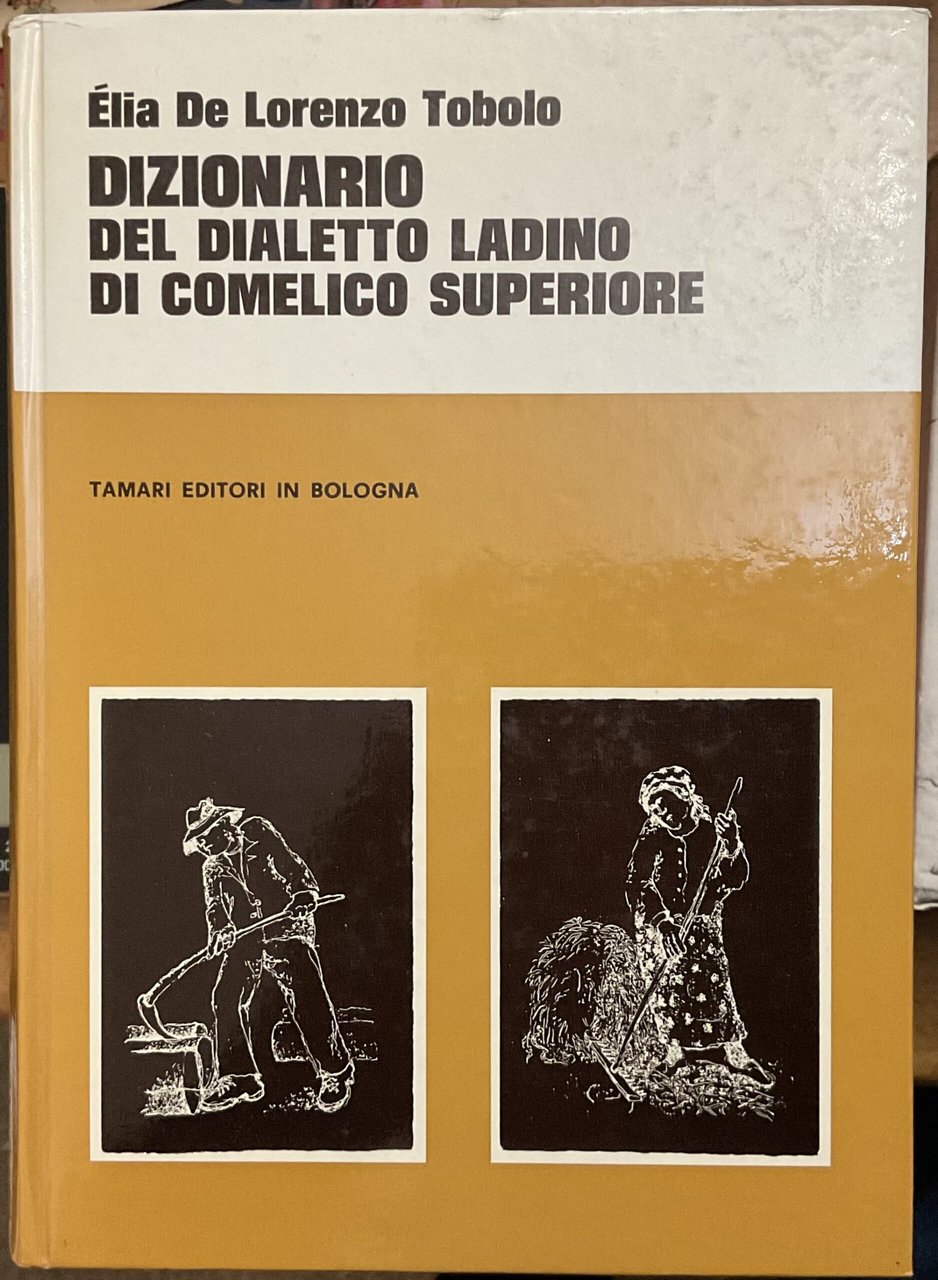 Élia De Lorenzo Tobolo
DIZIONARIO
DEL DIALETTO LADINO
DI COMELICO SUPERIORE
TAMARI EDITORI IN BOLOGNA